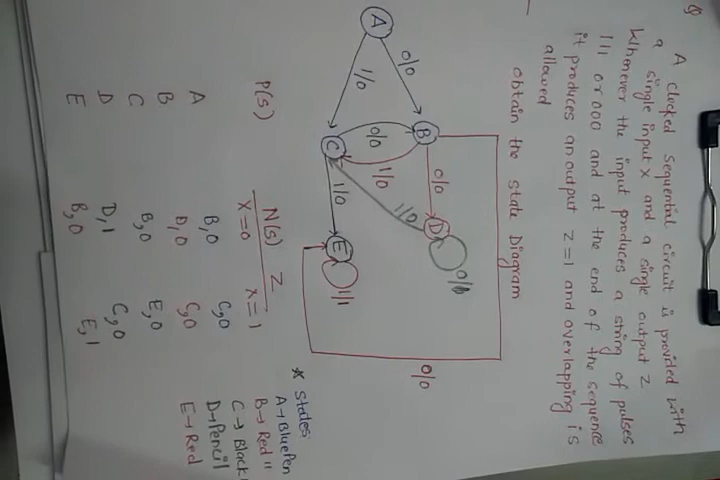 Q A clocked sequential circuit is provided with
a single input X and a single output Z
Whenever the input produces a string of pulses
111 or 000 and at the end of the sequence
it produces an output Z=1 and overlapping is
allowed
obtain the state Diagram
A
0/0
1/0
B
C
0/0
1/0
0/0
D
1/0
0/1
1/0
E
1/1
0/0
P(s) N(s) Z
X=0 X=1
A B,0 C,0
B D,0 C,0
C B,0 E,0
D D,1 C,0
E B,0 E,1
* States:
A→Blue Pen
B→Red "
C→Black
D→Pencil
E→Red